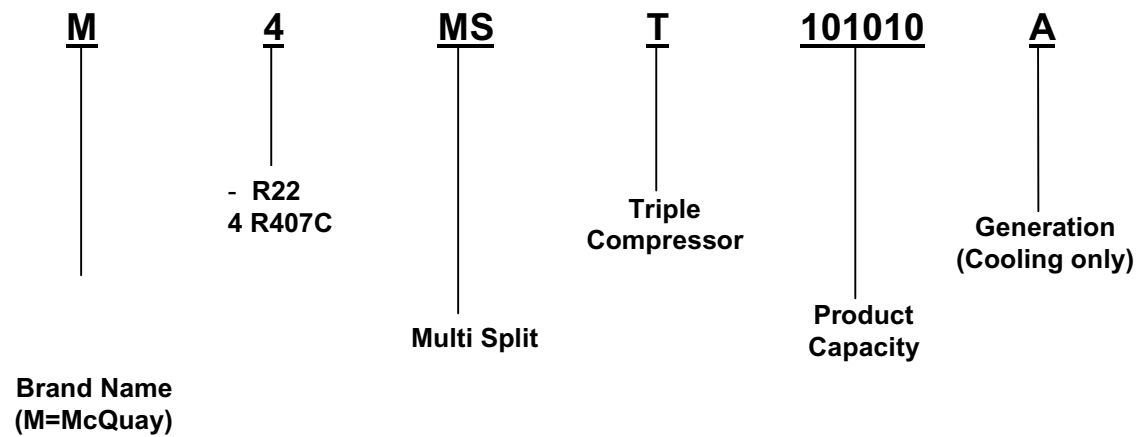 M 4 MS T 101010 A
- R22
4 R407C
Triple
Compressor
Generation
(Cooling only)
Multi Split
Product
Capacity
Brand Name
(M=McQuay)